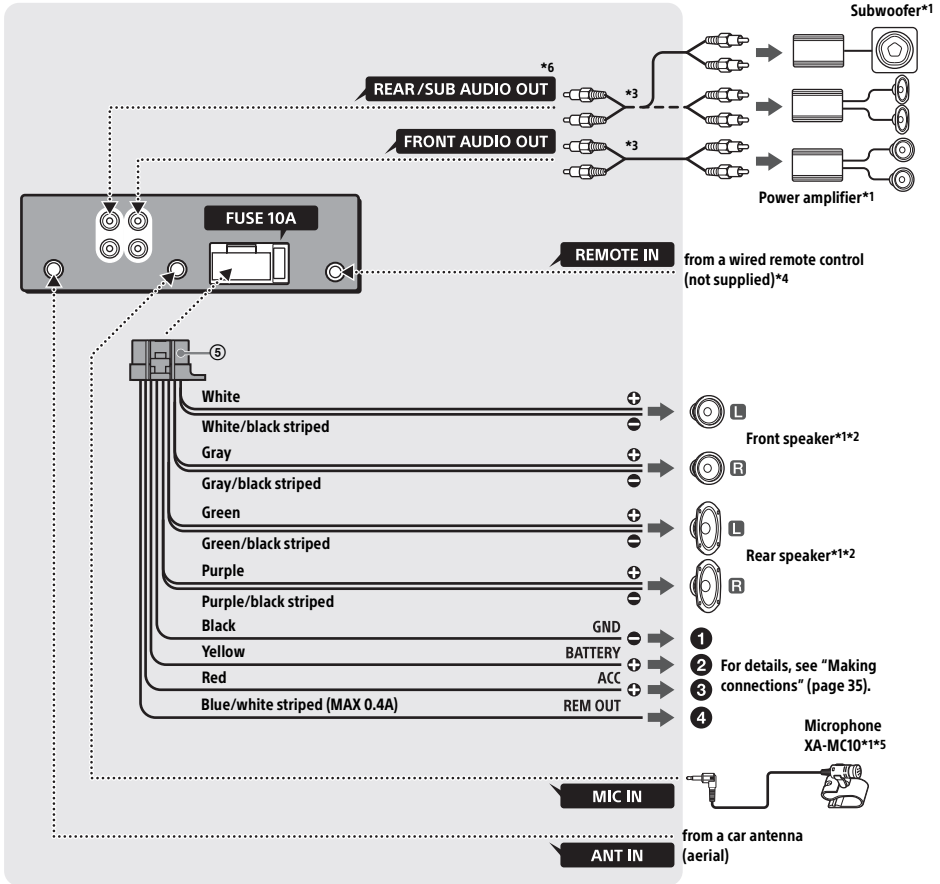 Subwoofer*1
*6
REAR/SUB AUDIO OUT
*3
FRONT AUDIO OUT
*3
Power amplifier*1
FUSE 10A
REMOTE IN
from a wired remote control
(not supplied)*4
⑤
White
White/black striped
Front speaker*1*2
L
Gray
R
Gray/black striped
Green
L
Green/black striped
Rear speaker*1*2
Purple
R
Purple/black striped
Black GND ❶
Yellow BATTERY ❷
Red ACC ❸
For details, see “Making
connections” (page 35).
Blue/white striped (MAX 0.4A) REM OUT ❹
Microphone
XA-MC10*1*5
MIC IN
from a car antenna
(aerial)
ANT IN